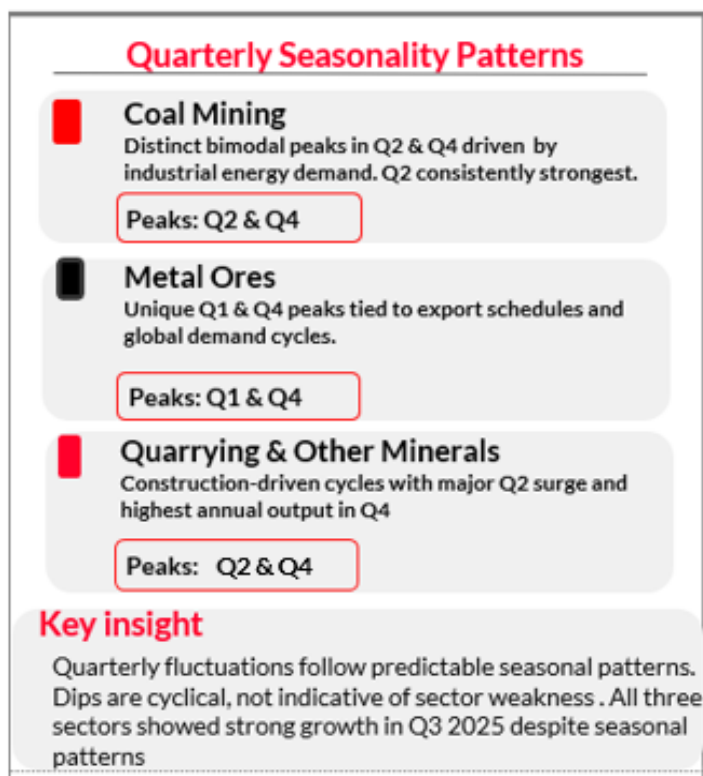 Quarterly Seasonality Patterns
Coal Mining
Distinct bimodal peaks in Q2 & Q4 driven by
industrial energy demand. Q2 consistently strongest.
Peaks: Q2 & Q4
Metal Ores
Unique Q1 & Q4 peaks tied to export schedules and
global demand cycles.
Peaks: Q1 & Q4
Quarrying & Other Minerals
Construction-driven cycles with major Q2 surge and
highest annual output in Q4
Peaks: Q2 & Q4
Key insight
Quarterly fluctuations follow predictable seasonal patterns.
Dips are cyclical, not indicative of sector weakness . All three
sectors showed strong growth in Q3 2025 despite seasonal
patterns